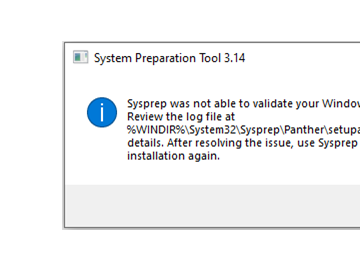 System Preparation Tool 3.14
Sysprep was not able to validate your Window
Review the log file at
%WINDIR%\System32\Sysprep\Panther\setupa
details. After resolving the issue, use Sysprep
installation again.